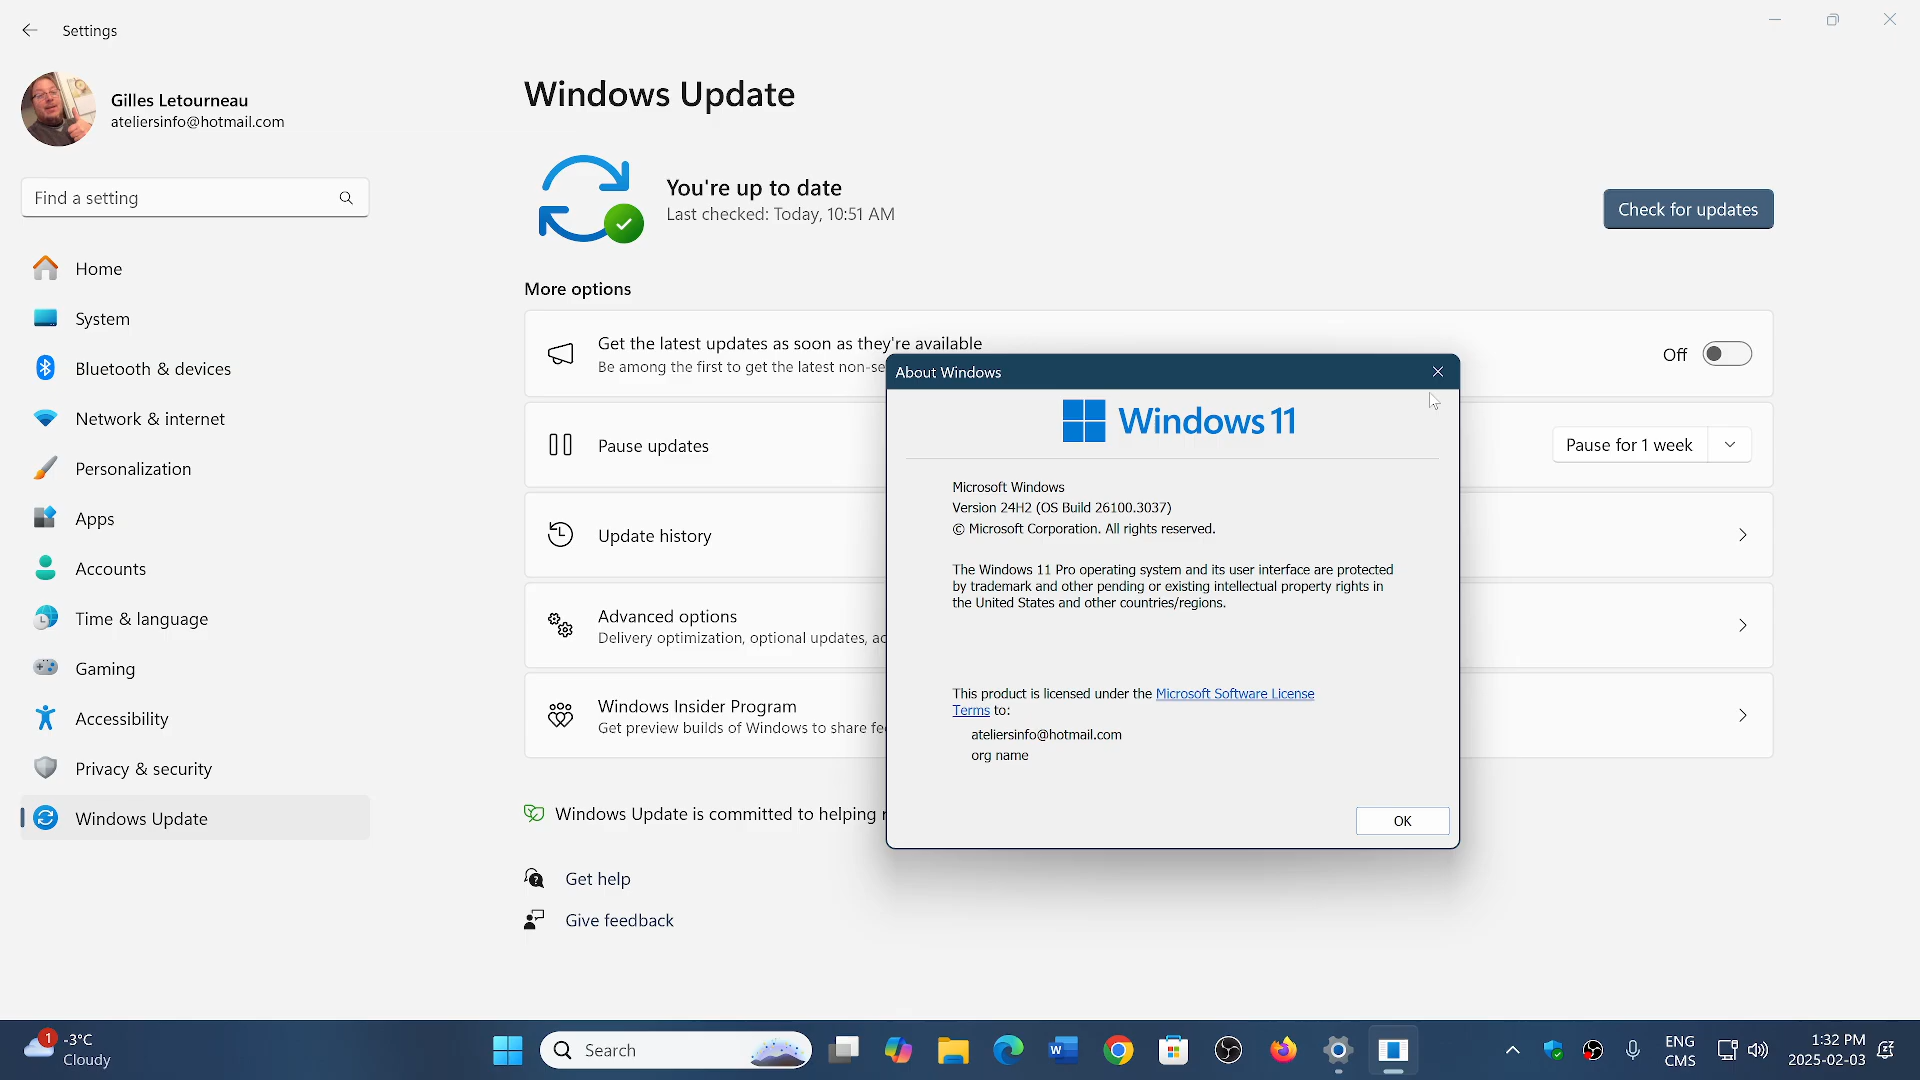 Settings
Gilles Letourneau
ateliersinfo@hotmail.com
Find a setting
Home
System
Bluetooth & devices
Network & internet
Personalization
Apps
Accounts
Time & language
Gaming
Accessibility
Privacy & security
Windows Update
Windows Update
You're up to date
Last checked: Today, 10:51 AM
Check for updates
More options
Get the latest updates as soon as they're available
Be among the first to get the latest non-se
Off
Pause updates
Pause for 1 week
Update history
Advanced options
Delivery optimization, optional updates, ac
Windows Insider Program
Get preview builds of Windows to share fee
Windows Update is committed to helping r
Get help
Give feedback
About Windows
Windows 11
Microsoft Windows
Version 24H2 (OS Build 26100.3037)
© Microsoft Corporation. All rights reserved.
The Windows 11 Pro operating system and its user interface are protected
by trademark and other pending or existing intellectual property rights in
the United States and other countries/regions.
This product is licensed under the Microsoft Software License
Terms to:
ateliersinfo@hotmail.com
org name
OK
1
-3°C
Cloudy
Search
W
ENG
CMS
1:32 PM
2025-02-03